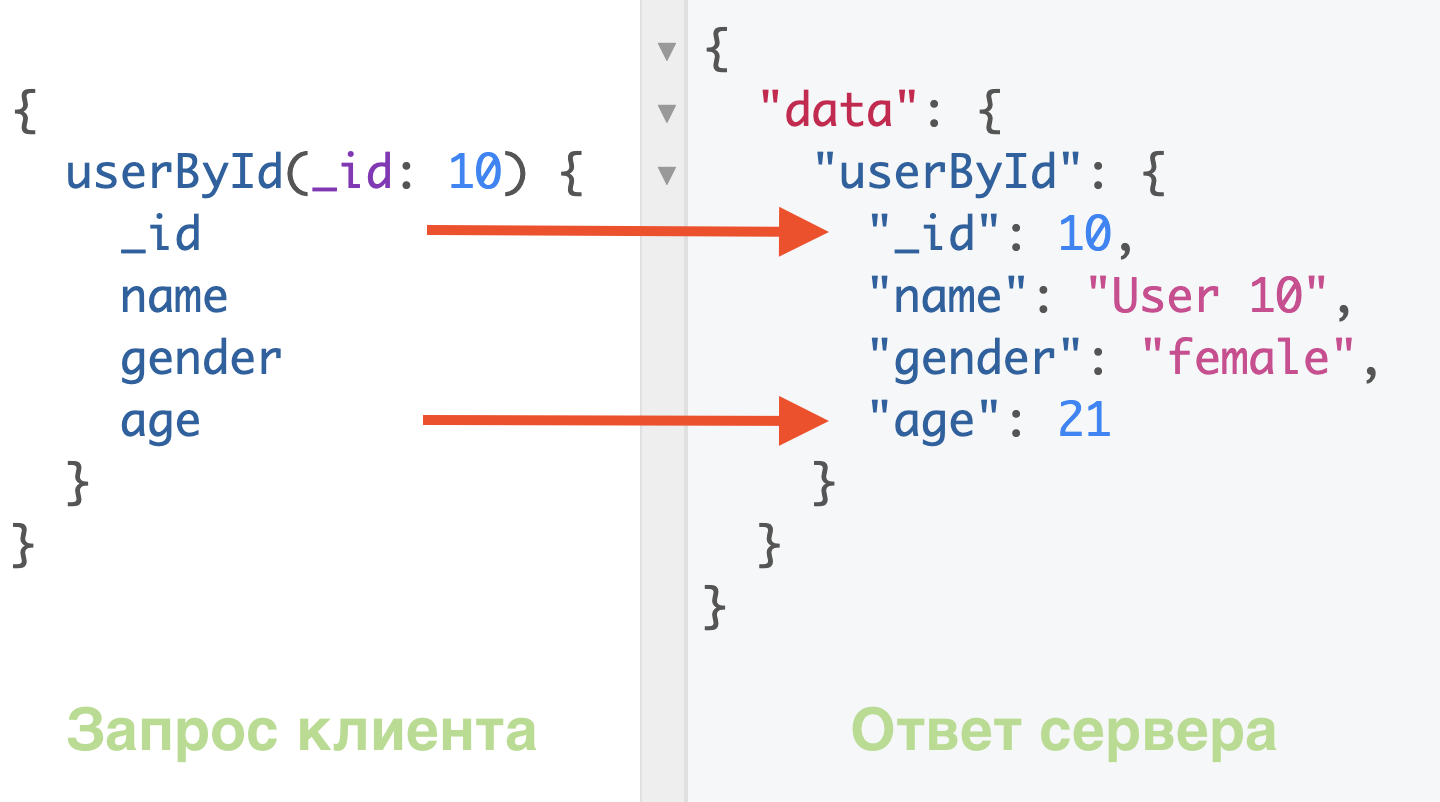 {
  userById(_id: 10) {
    _id
    name
    gender
    age
  }
}
Запрос клиента
{
  "data": {
    "userById": {
      "_id": 10,
      "name": "User 10",
      "gender": "female",
      "age": 21
    }
  }
}
Ответ сервера